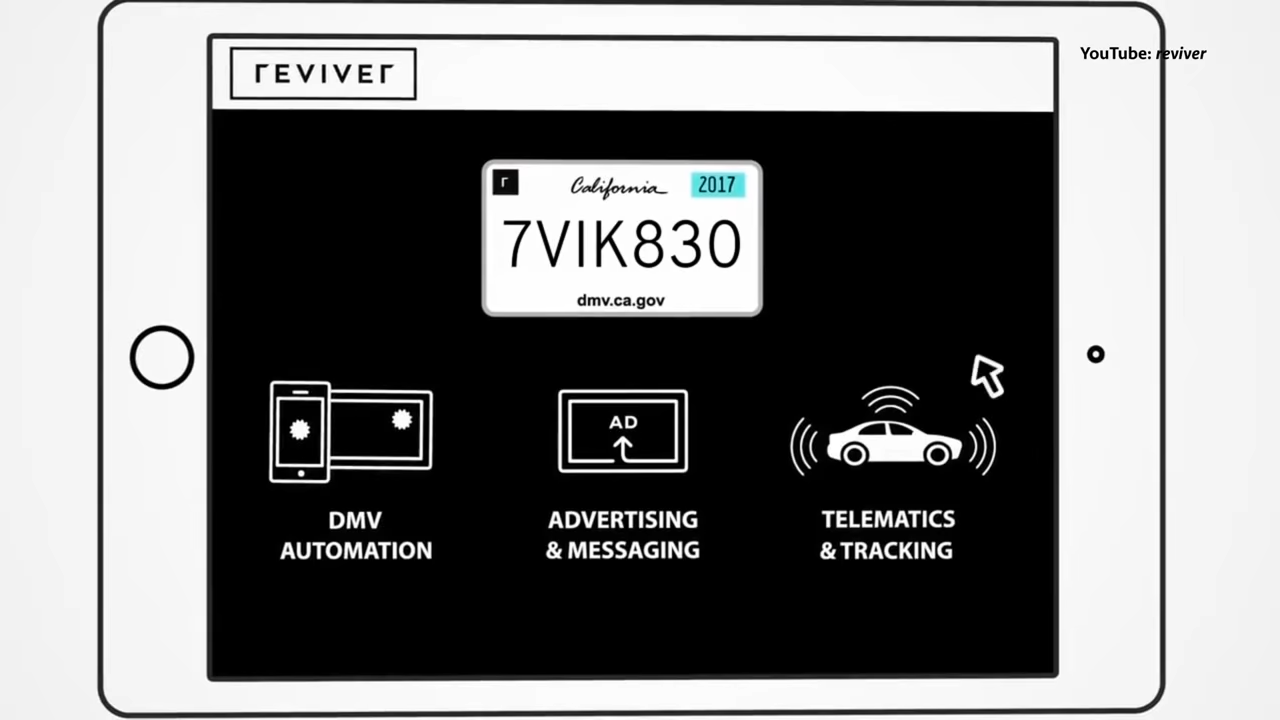 reviver
YouTube: reviver
r California 2017
7VIK830
dmv.ca.gov
AD
DMV
AUTOMATION
ADVERTISING
& MESSAGING
TELEMATICS
& TRACKING